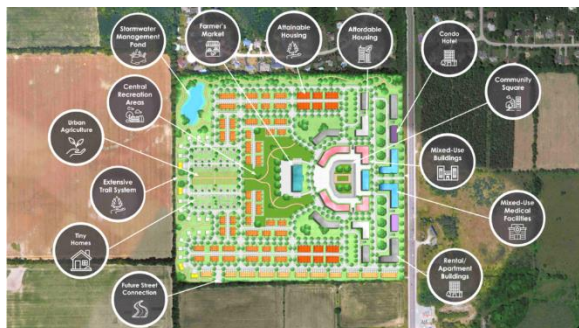 Stormwater
Management
Pond
Farmer's
Market
Attainable
Housing
Affordable
Housing
Condo
Hotel
Central
Recreation
Areas
Community
Square
Urban
Agriculture
Extensive
Trail System
Mixed-Use
Buildings
Mixed-Use
Medical
Facilities
Tiny
Homes
Future Street
Connection
Rental/
Apartment
Buildings